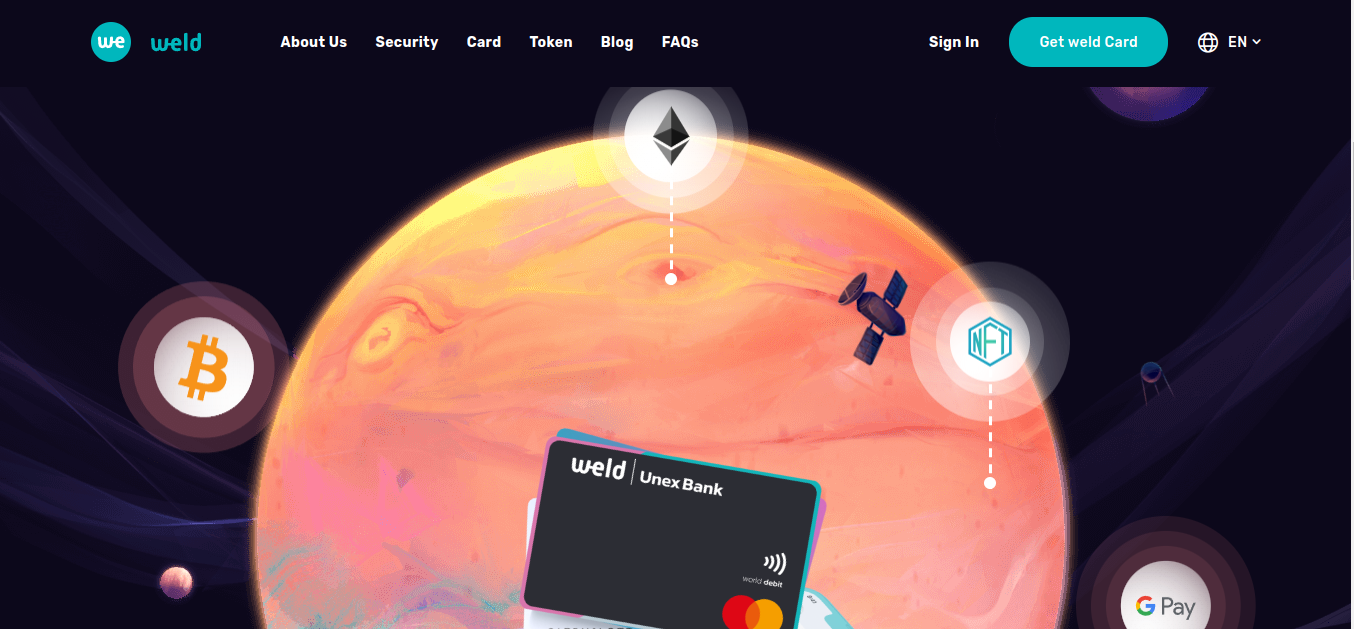 we weld About Us Security Card Token Blog FAQs Sign In Get weld Card EN
NFT
weld | Unex Bank
world debit
G Pay